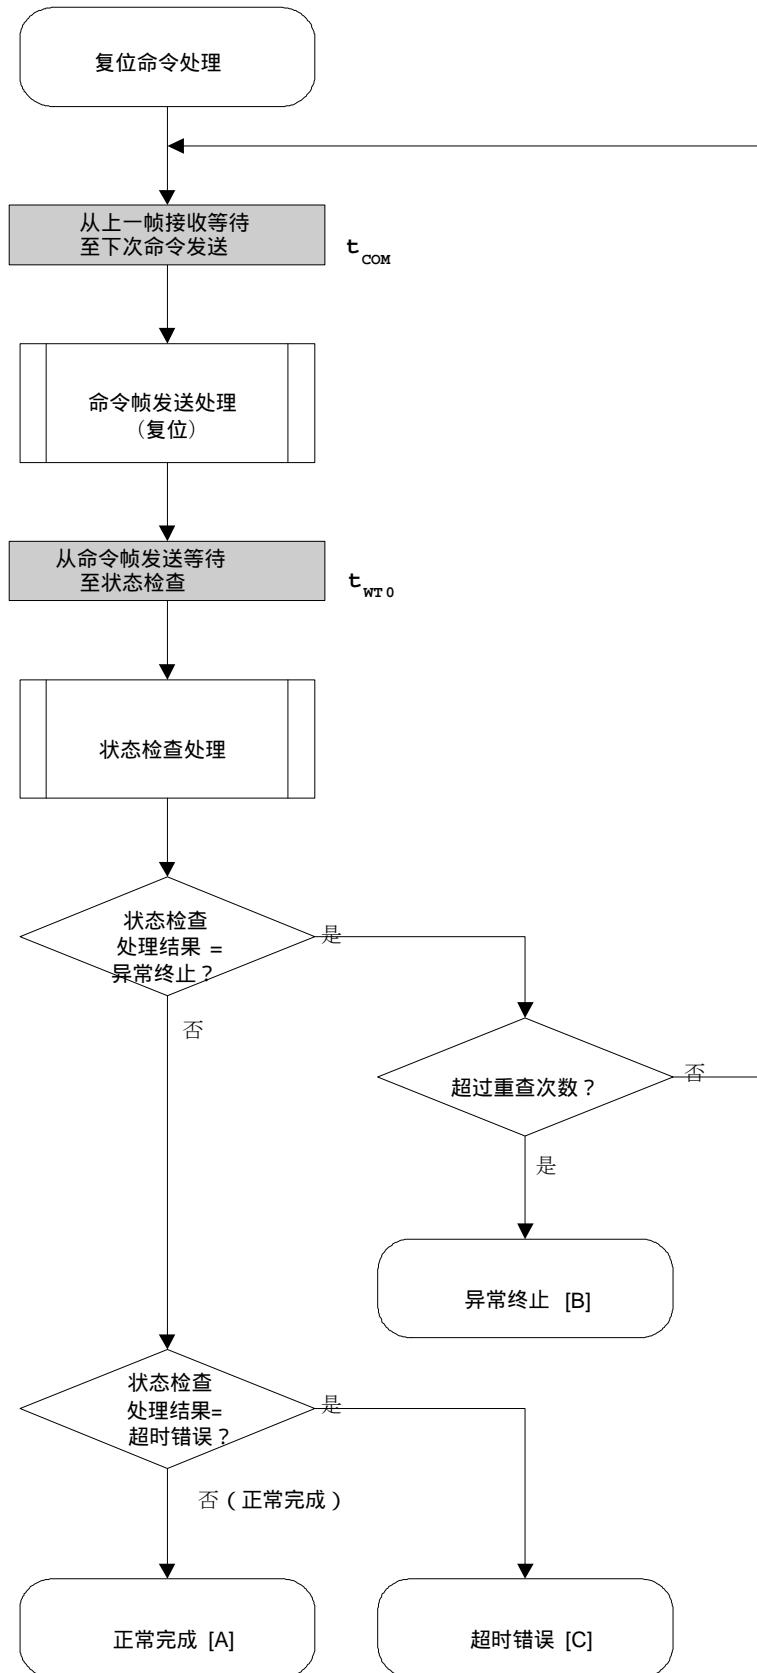 复位命令处理
从上一帧接收等待
至下次命令发送
tCOM
命令帧发送处理
（复位）
从命令帧发送等待
至状态检查
tWT0
状态检查处理
状态检查
处理结果 =
异常终止？
是
否
超过重查次数？
否
是
异常终止 [B]
状态检查
处理结果=
超时错误？
是
否（正常完成）
正常完成 [A]
超时错误 [C]